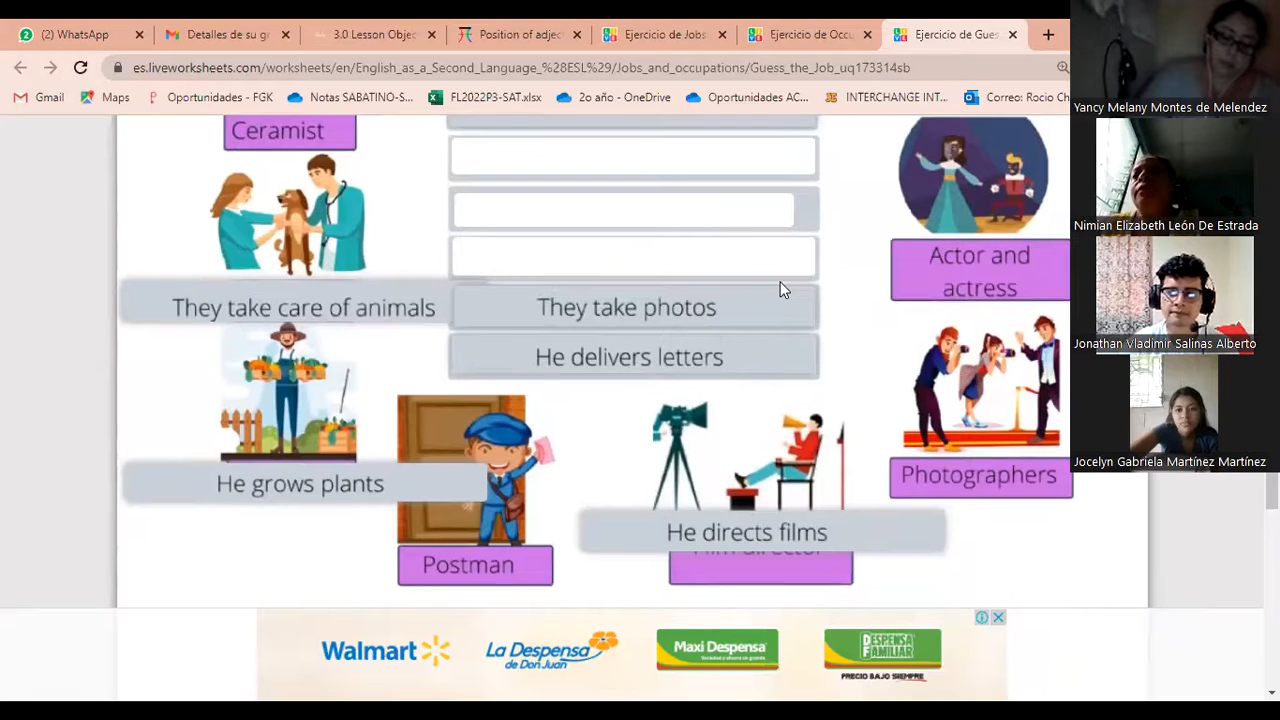 (2) WhatsApp
Detalles de su g
3.0 Lesson Objec
Position of adjec
Ejercicio de Jobs
Ejercicio de Occu
Ejercicio de Gues
es.liveworksheets.com/worksheets/en/English_as_a_Second_Language_%28ESL%29/Jobs_and_occupations/Guess_the_Job_uq173314sb
Gmail
Maps
Oportunidades - FGK
Notas SABATINO-S...
FL2022P3-SAT.xlsx
2o año - OneDrive
Oportunidades AC...
INTERCHANGE INT...
Correo: Rocio Ch
Yancy Melany Montes de Melendez
Nimian Elizabeth León De Estrada
Jonathan Vladimir Salinas Alberto
Jocelyn Gabriela Martínez Martínez
Ceramist
Actor and
actress
They take care of animals
They take photos
He delivers letters
He grows plants
Photographers
He directs films
Postman
Walmart
La Despensa
de Don Juan
Maxi Despensa
DESPENSA
FAMILIAR
PRECIO BAJO SIEMPRE